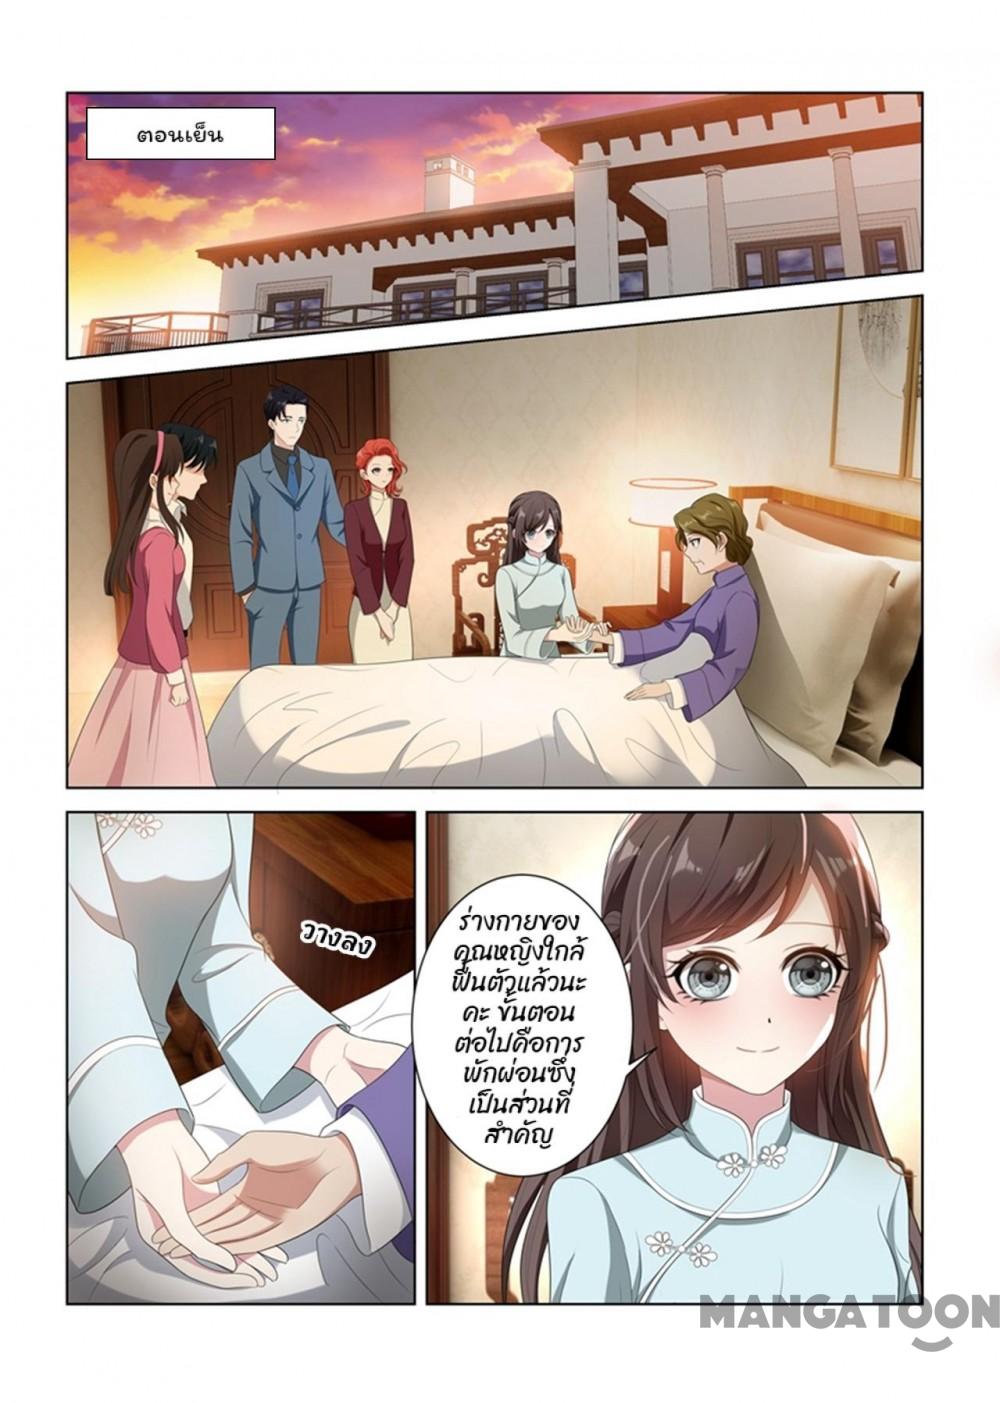 ตอนเย็น
วางลง
ร่างกายของ
คุณหญิงใกล้
ฟื้นตัวแล้วนะ
คะ ขั้นตอน
ต่อไปคือการ
พักผ่อนซึ่ง
เป็นส่วนที่
สำคัญ
MANGATOON